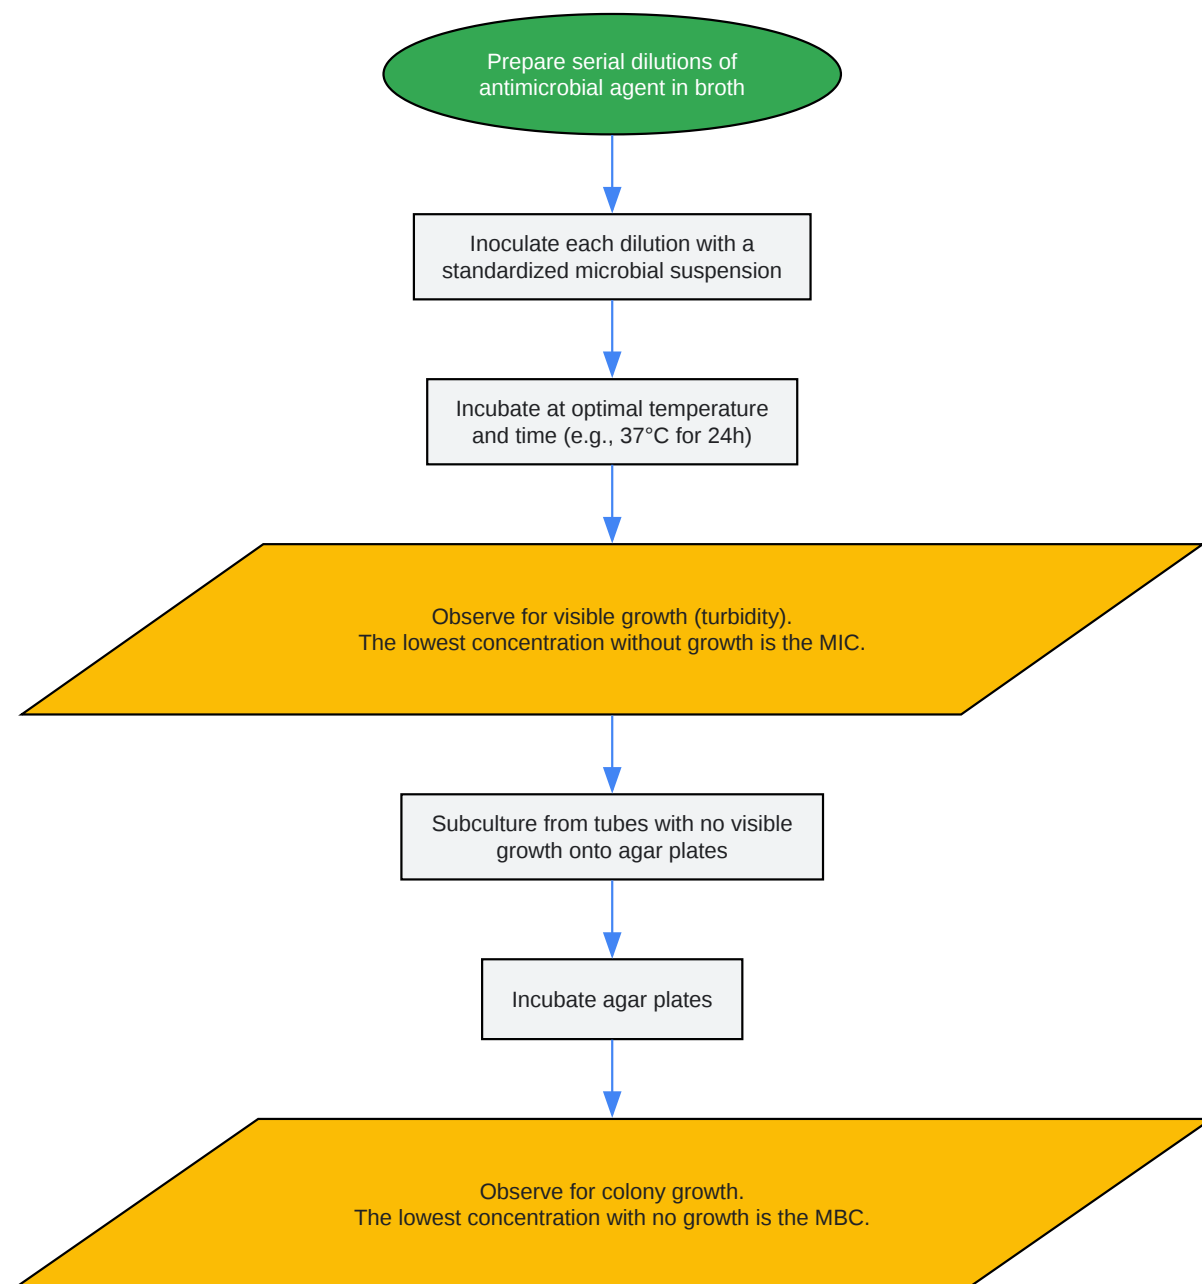 Prepare serial dilutions of
antimicrobial agent in broth
Inoculate each dilution with a
standardized microbial suspension
Incubate at optimal temperature
and time (e.g., 37°C for 24h)
Observe for visible growth (turbidity).
The lowest concentration without growth is the MIC.
Subculture from tubes with no visible
growth onto agar plates
Incubate agar plates
Observe for colony growth.
The lowest concentration with no growth is the MBC.